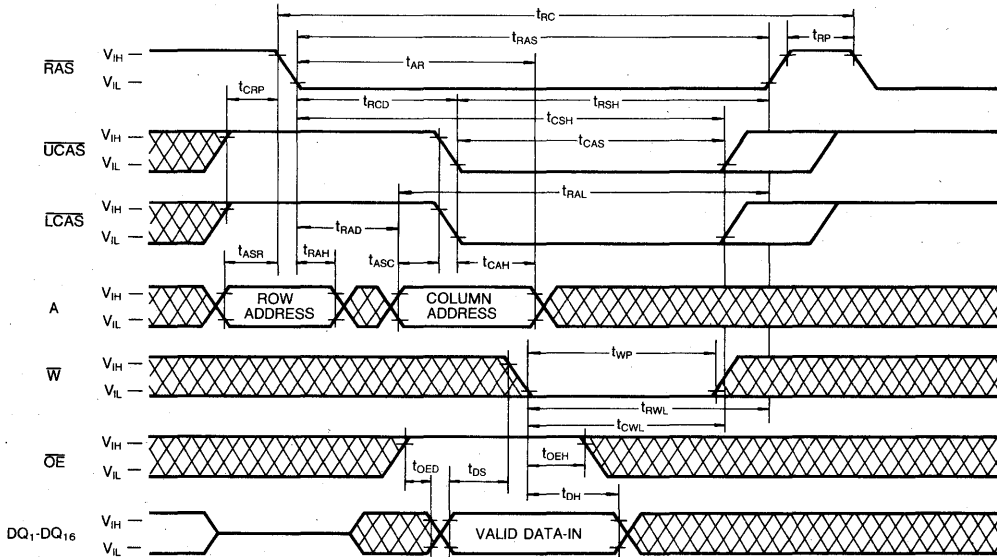 tRC
tRAS
tRP
RAS
VIH
VIL
tAR
tCRP
tRCD
tRSH
tCSH
UCAS
VIH
VIL
tCAS
tRAL
LCAS
VIH
VIL
tRAD
tASR
tRAH
tASC
tCAH
A
VIH
VIL
ROW ADDRESS
COLUMN ADDRESS
W
VIH
VIL
tWP
tRWL
tCWL
OE
VIH
VIL
tOEH
tOED
tDS
tDH
DQ1-DQ16
VIH
VIL
VALID DATA-IN